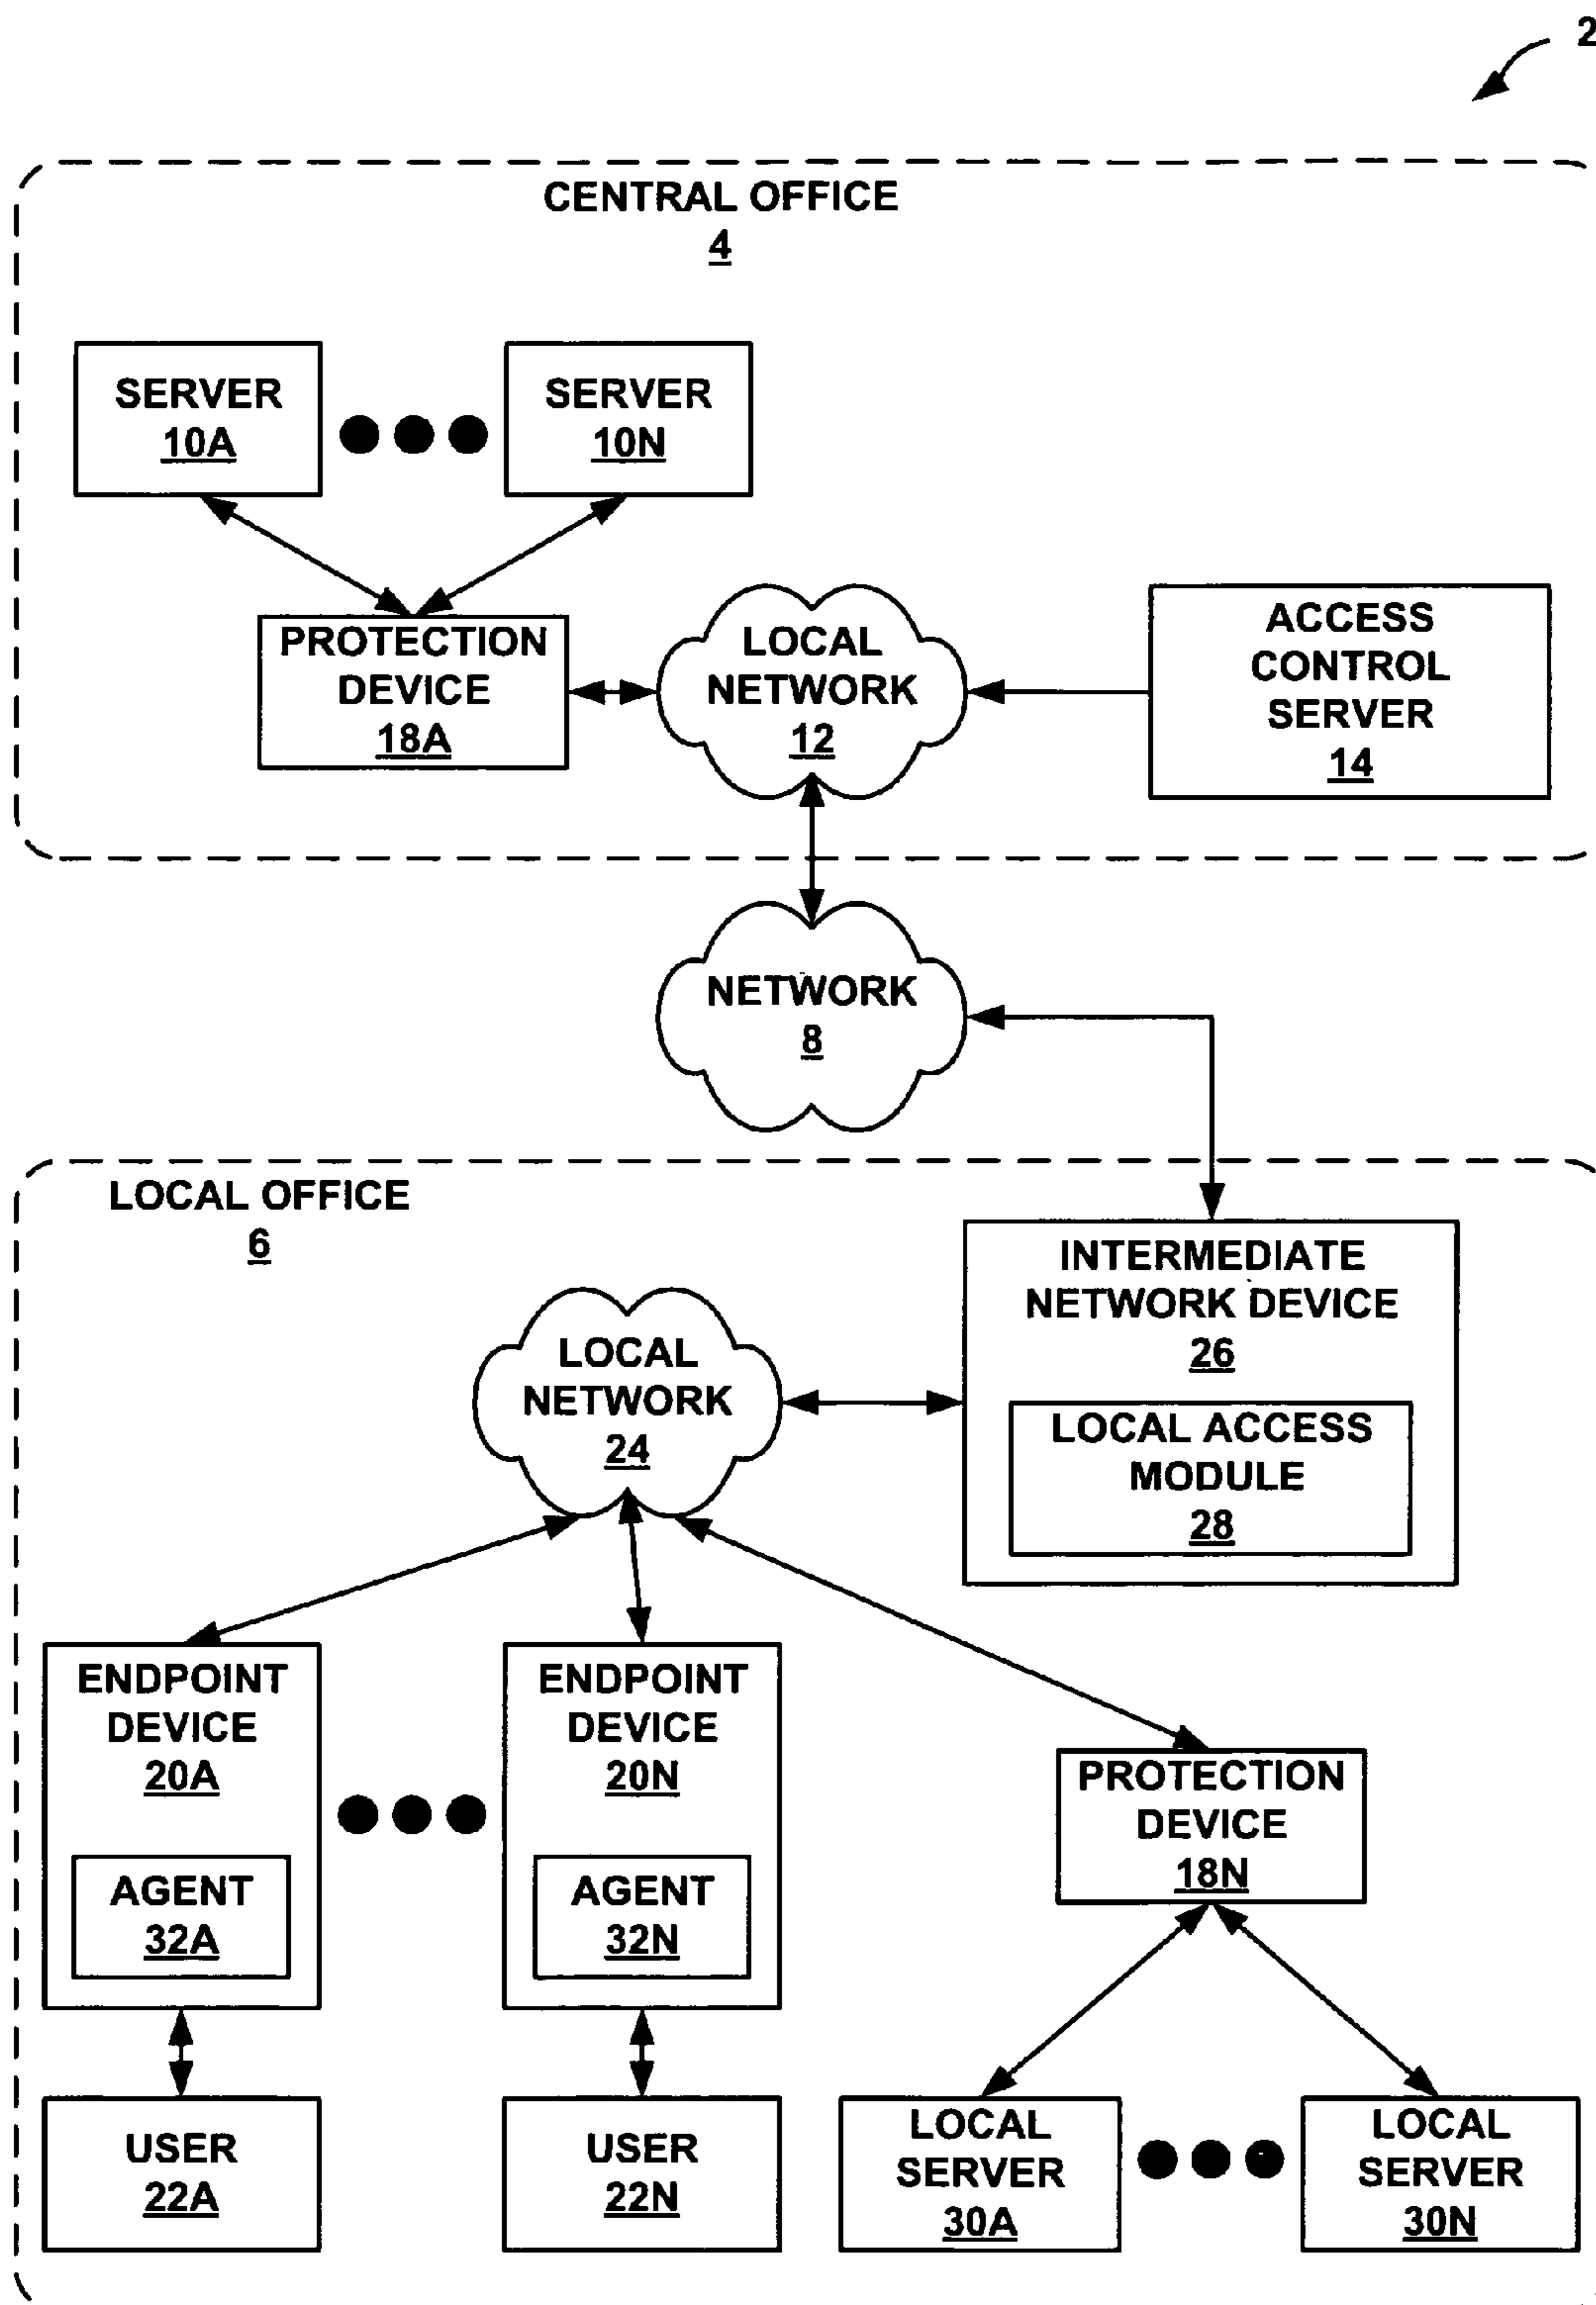 2
CENTRAL OFFICE
4
SERVER
10A
SERVER
10N
PROTECTION
DEVICE
18A
LOCAL
NETWORK
12
ACCESS
CONTROL
SERVER
14
NETWORK
8
LOCAL OFFICE
6
INTERMEDIATE
NETWORK DEVICE
26
LOCAL ACCESS
MODULE
28
LOCAL
NETWORK
24
ENDPOINT
DEVICE
20A
AGENT
32A
ENDPOINT
DEVICE
20N
AGENT
32N
PROTECTION
DEVICE
18N
USER
22A
USER
22N
LOCAL
SERVER
30A
LOCAL
SERVER
30N